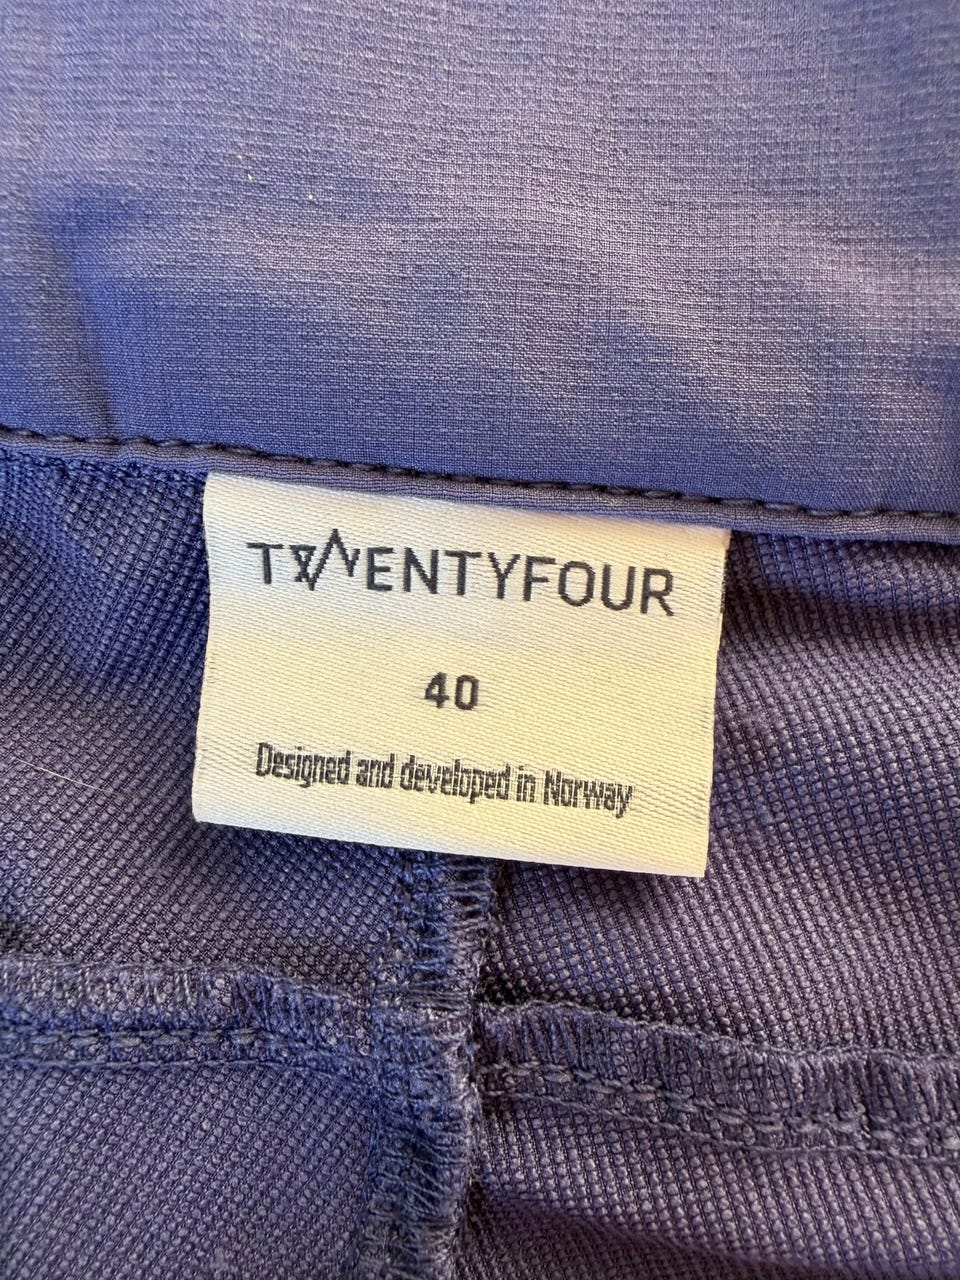 TWENTYFOUR
40
Designed and developed in Norway